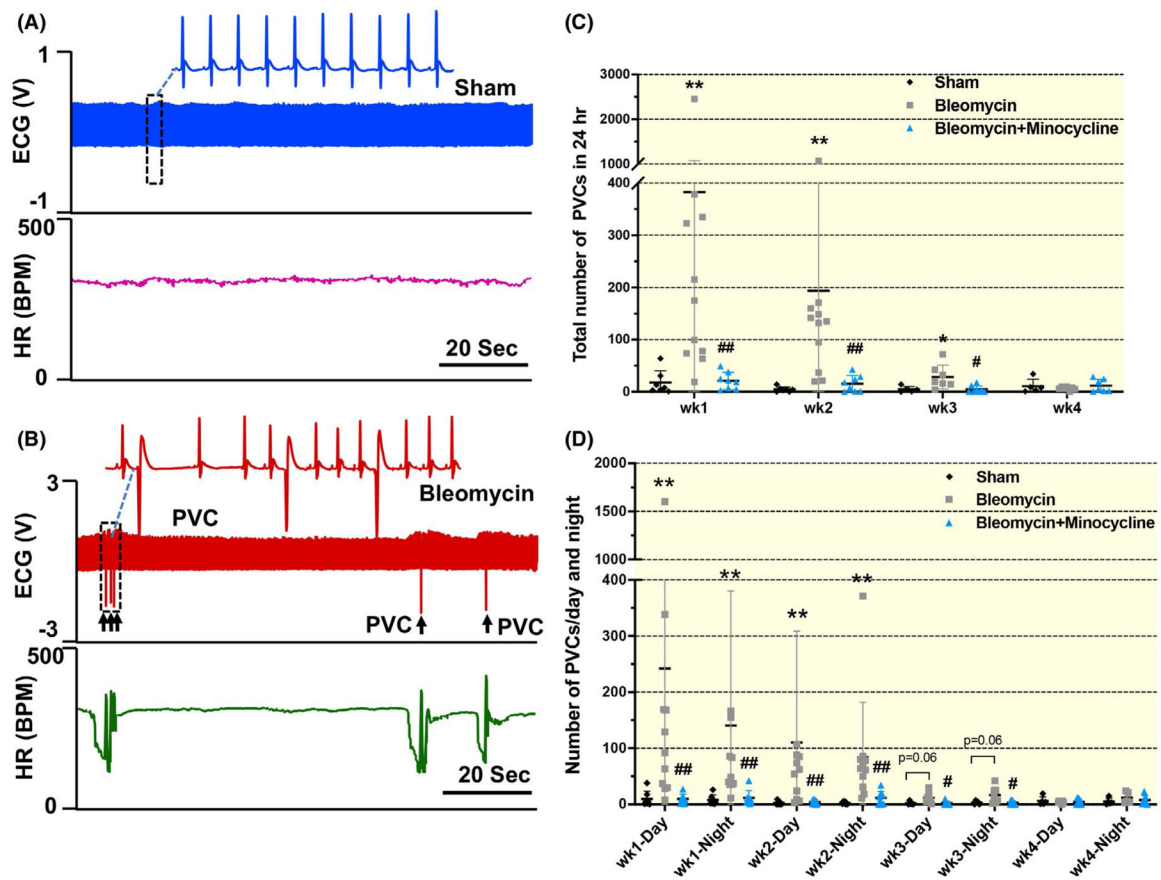 (A)
1
ECG (V)
-1
Sham
500
HR (BPM)
0
20 Sec
(B)
3
ECG (V)
-3
PVC
Bleomycin
PVC
PVC
500
HR (BPM)
0
20 Sec
(C)
Total number of PVCs in 24 hr
3000
2000
1000
400
300
200
100
0
Sham
Bleomycin
Bleomycin+Minocycline
**
**
##
##
*
#
wk1 wk2 wk3 wk4
(D)
Number of PVCs/day and night
2000
1500
1000
400
300
200
100
0
Sham
Bleomycin
Bleomycin+Minocycline
**
**
**
**
##
##
##
##
p=0.06
#
p=0.06
#
wk1-Day
wk1-Night
wk2-Day
wk2-Night
wk3-Day
wk3-Night
wk4-Day
wk4-Night